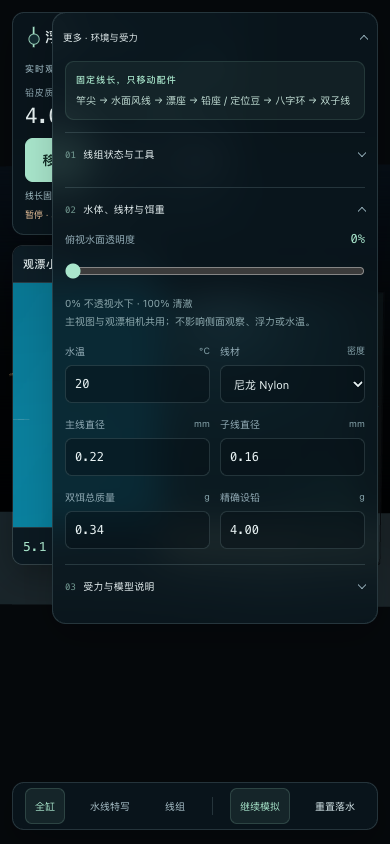 更多 · 环境与受力
浮
实时观
铅皮质
4.0
移
线长固
暂停 ·
观漂小
5.1
固定线长，只移动配件
竿尖 → 水面风线 → 漂座 → 铅座 / 定位豆 → 八字环 → 双子线
01 线组状态与工具
02 水体、线材与饵重
俯视水面透明度 0%
0% 不透视水下 · 100% 清澈
主视图与观漂相机共用；不影响侧面观察、浮力或水温。
水温 °C 线材 密度
20 尼龙 Nylon
主线直径 mm 子线直径 mm
0.22 0.16
双饵总质量 g 精确设铅 g
0.34 4.00
03 受力与模型说明
全缸 水线特写 线组 继续模拟 重置落水